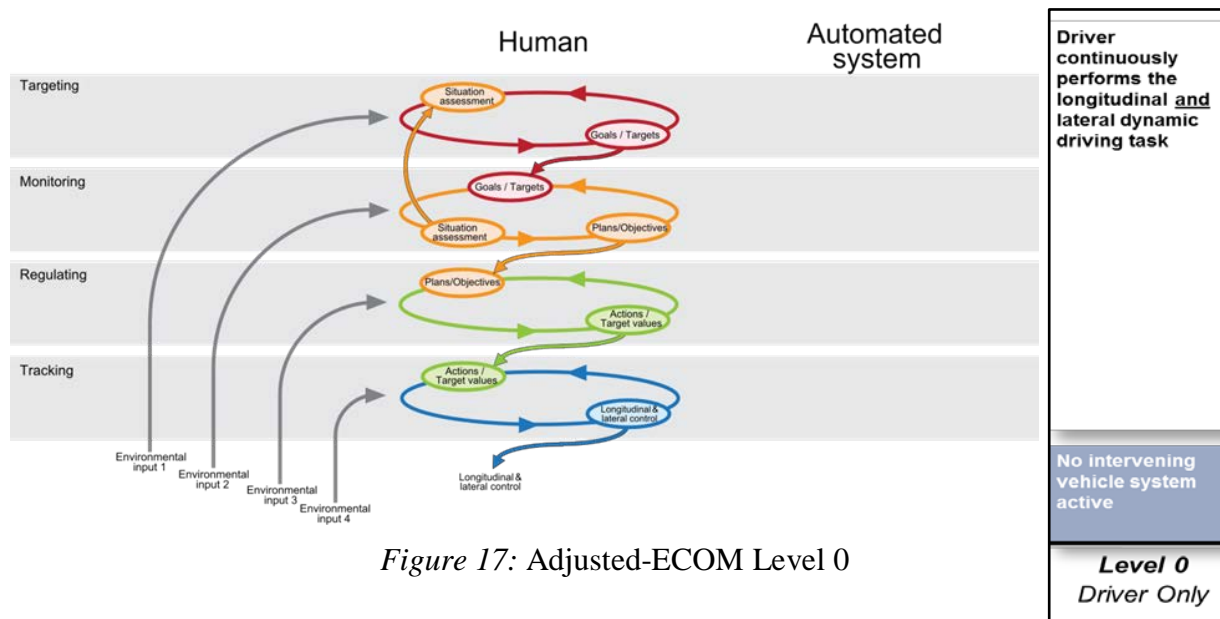 Human
Automated
system
Targeting
Situation
assessment
Goals / Targets
Monitoring
Goals / Targets
Situation
assessment
Plans/Objectives
Regulating
Plans/Objectives
Actions /
Target values
Tracking
Actions /
Target values
Longitudinal &
lateral control
Longitudinal &
lateral control
Environmental
input 1
Environmental
input 2
Environmental
input 3
Environmental
input 4
Figure 17: Adjusted-ECOM Level 0
Driver
continuously
performs the
longitudinal and
lateral dynamic
driving task
No intervening
vehicle system
active
Level 0
Driver Only